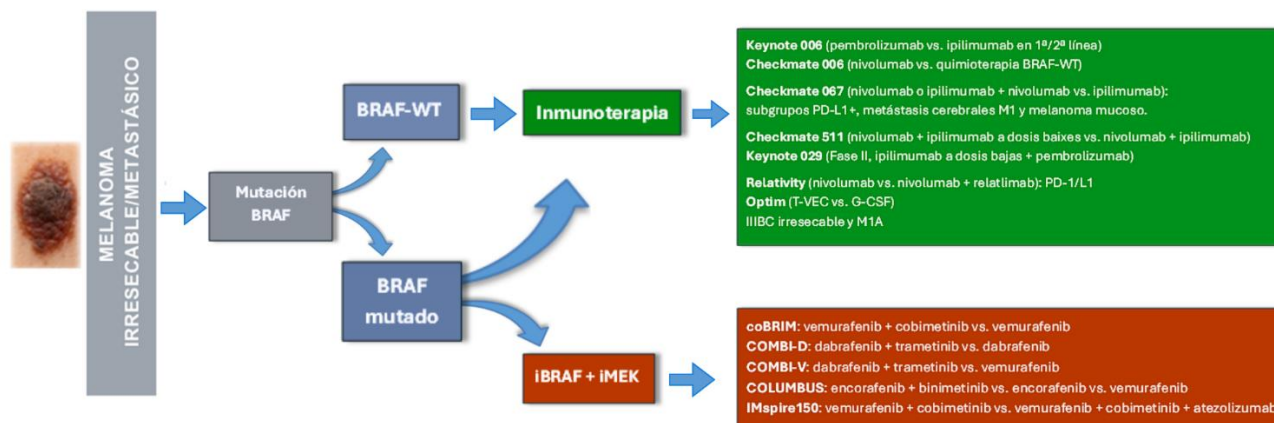 MELANOMA
IRRESECABLE/METASTÁSICO
Mutación
BRAF
BRAF-WT
BRAF
mutado
Inmunoterapia
iBRAF + iMEK
Keynote 006 (pembrolizumab vs. ipilimumab en 1ª/2ª línea)
Checkmate 006 (nivolumab vs. quimioterapia BRAF-WT)
Checkmate 067 (nivolumab o ipilimumab + nivolumab vs. ipilimumab):
subgrupos PD-L1+, metástasis cerebrales M1 y melanoma mucoso.
Checkmate 511 (nivolumab + ipilimumab a dosis baixes vs. nivolumab + ipilimumab)
Keynote 029 (Fase II, ipilimumab a dosis bajas + pembrolizumab)
Relativity (nivolumab vs. nivolumab + relatlimab): PD-1/L1
Optim (T-VEC vs. G-CSF)
IIIBC irresecable y M1A
coBRIM: vemurafenib + cobimetinib vs. vemurafenib
COMBI-D: dabrafenib + trametinib vs. dabrafenib
COMBI-V: dabrafenib + trametinib vs. vemurafenib
COLUMBUS: encorafenib + binimetinib vs. encorafenib vs. vemurafenib
IMspire150: vemurafenib + cobimetinib vs. vemurafenib + cobimetinib + atezolizumab